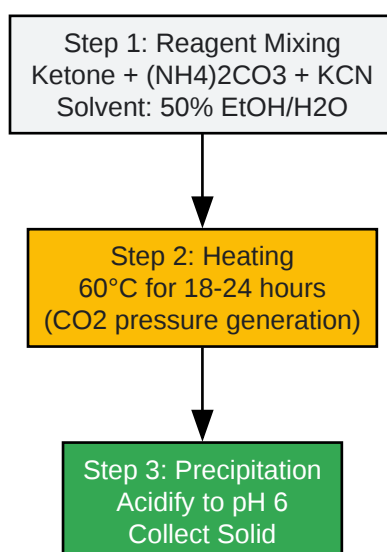 Step 1: Reagent Mixing
Ketone + (NH4)2CO3 + KCN
Solvent: 50% EtOH/H2O
Step 2: Heating
60°C for 18-24 hours
(CO2 pressure generation)
Step 3: Precipitation
Acidify to pH 6
Collect Solid